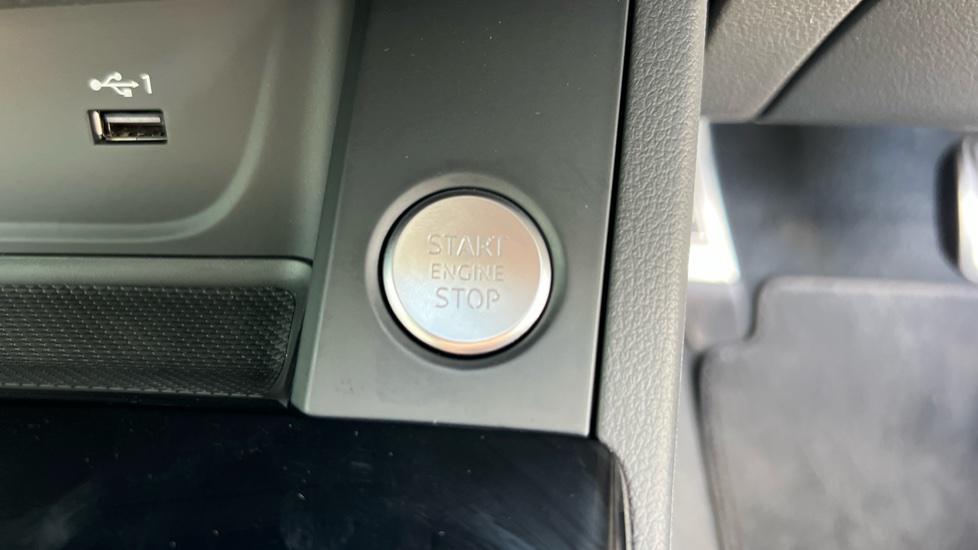 1
START
ENGINE
STOP